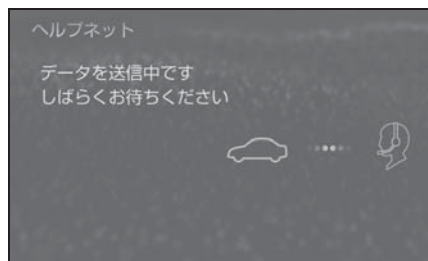 ヘルプネット
データを送信中です
しばらくお待ちください